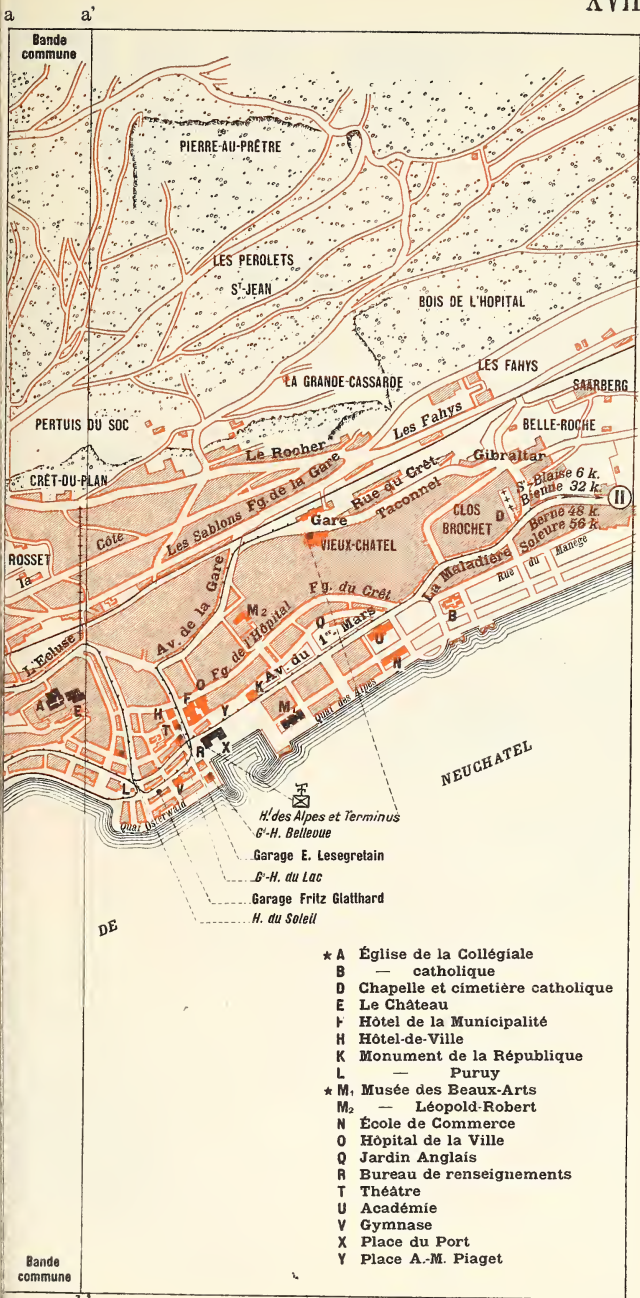 XVII
a a'
Bande
commune
PIERRE-AU-PRÊTRE
LES PEROLETS
ST-JEAN
BOIS DE L'HOPITAL
LES FAHYS
LA GRANDE-CASSARDE
SAARBERG
PERTUIS DU SOC
Les Fahys
BELLE-ROCHE
Le Rocher
Gibraltar
CRÊT-DU-PLAN
Rue du Crêt-
Taconnet
St-Blaise 6 k.
Bienne 32 k.
II
Les Sablons Fg. de la Gare
Gare
CLOS
BROCHET
D
Berne 48 k.
Soleure 56 k.
Côte
VIEUX-CHATEL
ROSSET
la
La Maladière
Rue du Manège
Av. de la Gare
Fg. du Crêt
M2
Fg. de l'Hôpital
Q
Av. du 1er Mars
B
U
L'Ecluse
O
N
K
A
E
F
H
Y
M1
Quai des Alpes
T
R
X
NEUCHATEL
L
V
Quai Osterwald
Hl des Alpes et Terminus
Gd-H. Bellevue
Garage E. Lesegretain
Gd-H. du Lac
Garage Fritz Glatthard
H. du Soleil
DE
* A Église de la Collégiale
B — catholique
D Chapelle et cimetière catholique
E Le Château
F Hôtel de la Municipalité
H Hôtel-de-Ville
K Monument de la République
L — Puruy
* M1 Musée des Beaux-Arts
M2 — Léopold-Robert
N École de Commerce
O Hôpital de la Ville
Q Jardin Anglais
R Bureau de renseignements
T Théâtre
U Académie
V Gymnase
X Place du Port
Y Place A.-M. Piaget
Bande
commune